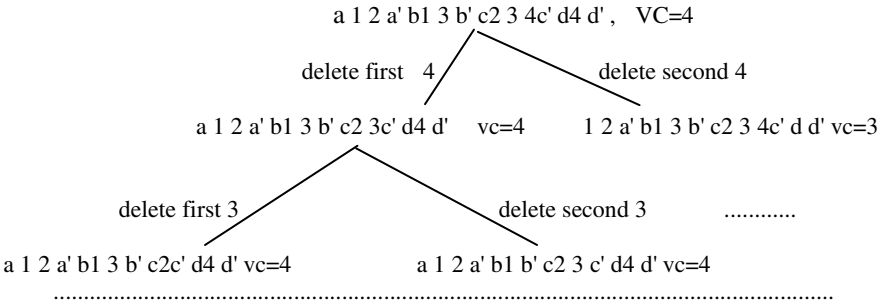 a 1 2 a' b1 3 b' c2 3 4c' d4 d' , VC=4
delete first 4 delete second 4
a 1 2 a' b1 3 b' c2 3c' d4 d' vc=4 1 2 a' b1 3 b' c2 3 4c' d d' vc=3
delete first 3 delete second 3 ............
a 1 2 a' b1 3 b' c2c' d4 d' vc=4 a 1 2 a' b1 b' c2 3 c' d4 d' vc=4
..................................................................................................................................